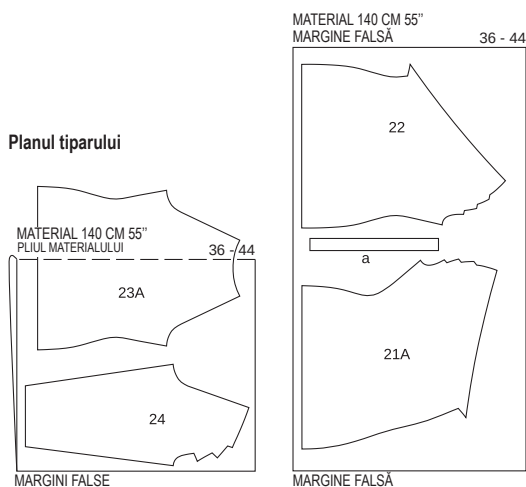 Planul tiparului
MATERIAL 140 CM 55’’
PLIUL MATERIALULUI 36 - 44
23A
24
MARGINI FALSE
MATERIAL 140 CM 55’’
MARGINE FALSĂ 36 - 44
22
a
21A
MARGINE FALSĂ